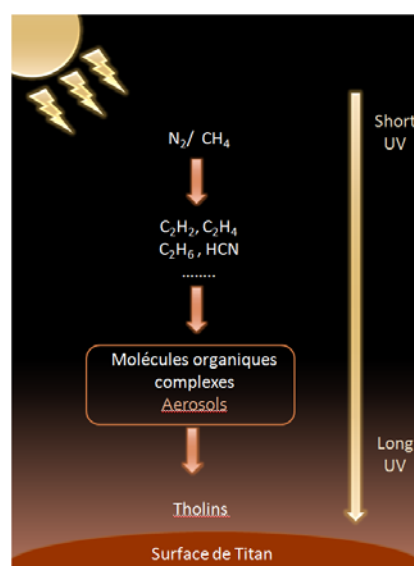 N₂/ CH₄
Short
UV
C₂H₂, C₂H₄
C₂H₆ , HCN
........
Molécules organiques
complexes
Aerosols
Long
UV
Tholins
Surface de Titan